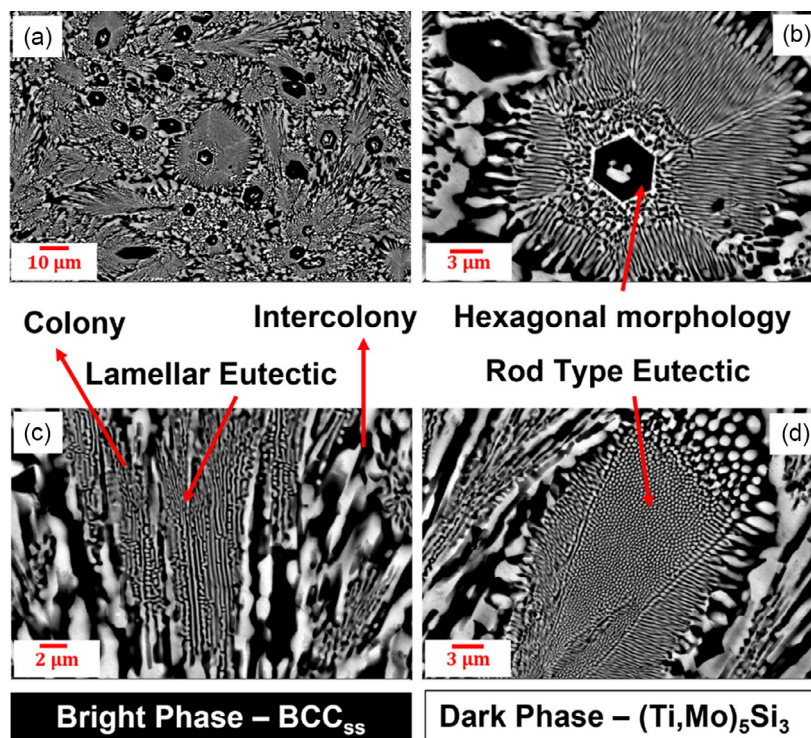 (a)
(b)
10 μm
3 μm
Colony
Intercolony
Hexagonal morphology
Lamellar Eutectic
Rod Type Eutectic
(c)
(d)
2 μm
3 μm
Bright Phase – BCCss
Dark Phase – (Ti,Mo)5Si3